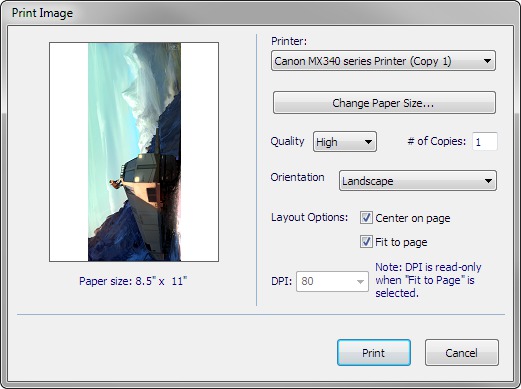 Print Image
Printer:
Canon MX340 series Printer (Copy 1)
Change Paper Size...
Quality High # of Copies: 1
Orientation Landscape
Layout Options: Center on page
Fit to page
Paper size: 8.5" x 11"
DPI: 80
Note: DPI is read-only
when "Fit to Page" is
selected.
Print Cancel